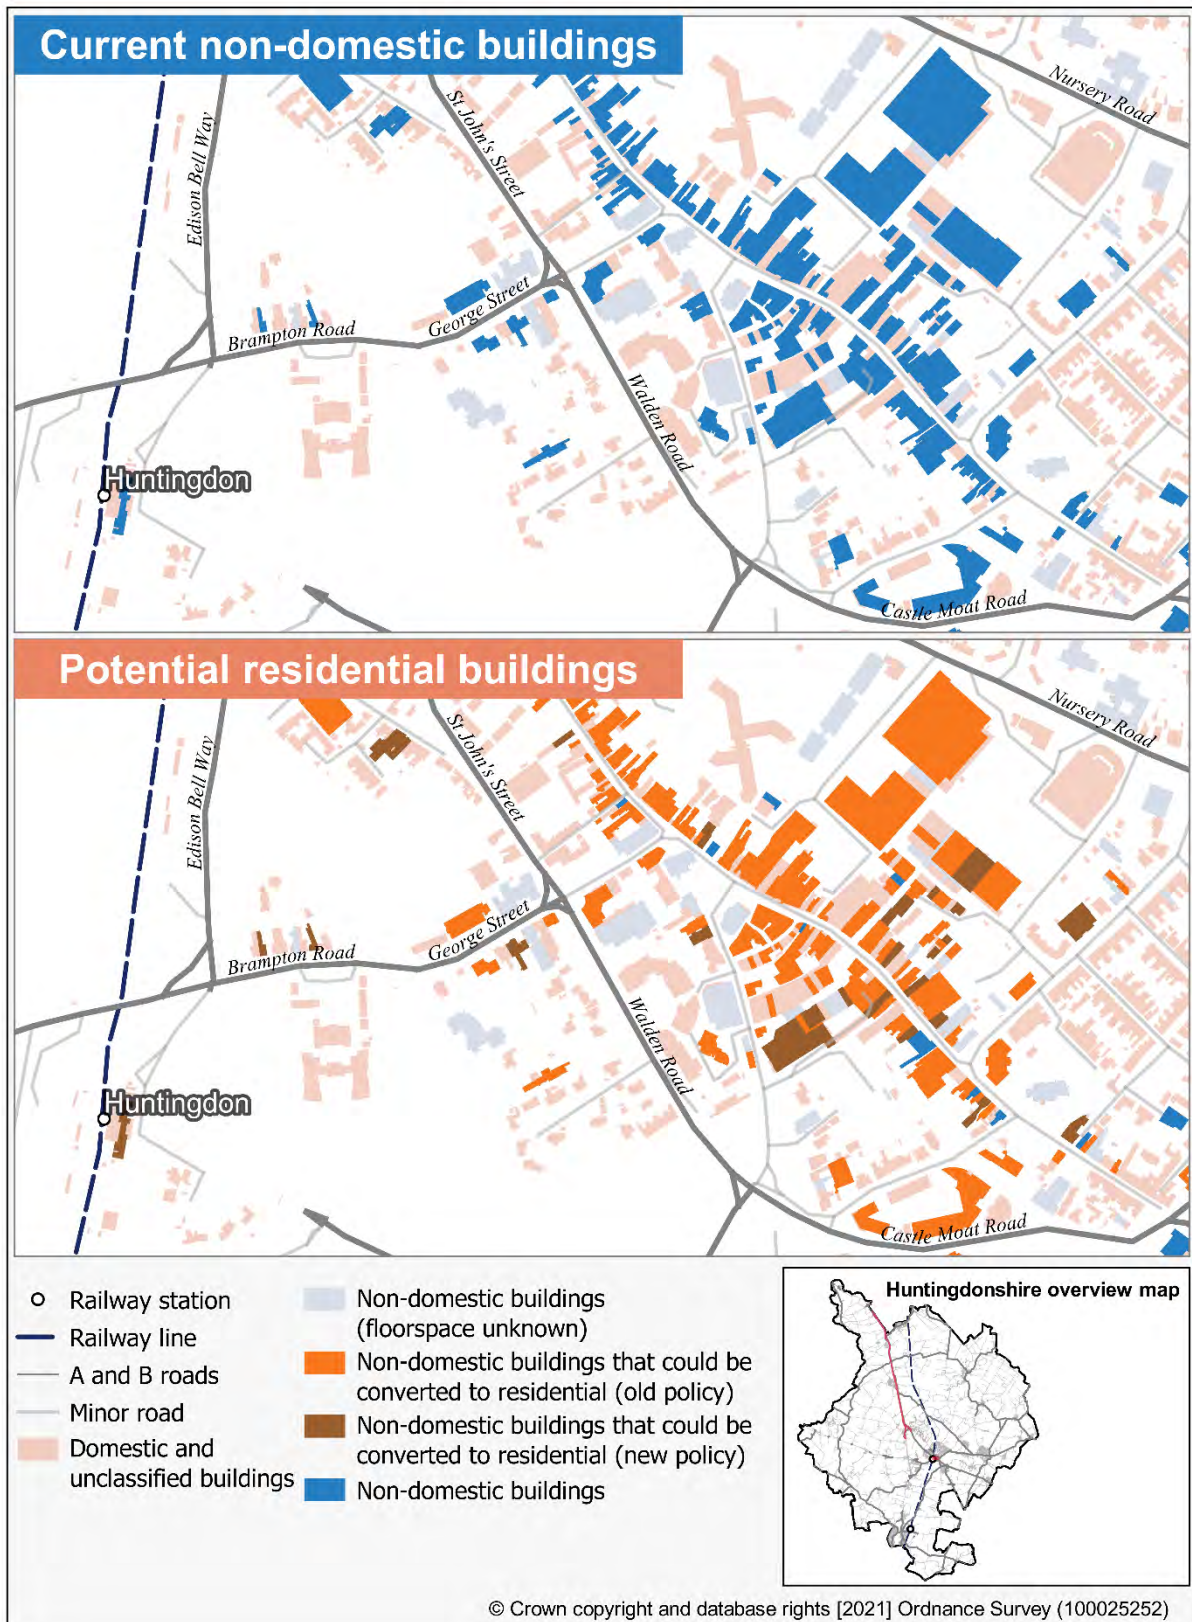 Current non-domestic buildings
Nursery Road
St John's Street
Edison Bell Way
George Street
Brampton Road
Walden Road
Huntingdon
Castle Moat Road
Potential residential buildings
Nursery Road
St John's Street
Edison Bell Way
George Street
Brampton Road
Walden Road
Huntingdon
Castle Moat Road
Railway station
Railway line
A and B roads
Minor road
Domestic and
unclassified buildings
Non-domestic buildings
(floorspace unknown)
Non-domestic buildings that could be
converted to residential (old policy)
Non-domestic buildings that could be
converted to residential (new policy)
Non-domestic buildings
Huntingdonshire overview map
© Crown copyright and database rights [2021] Ordnance Survey (100025252)